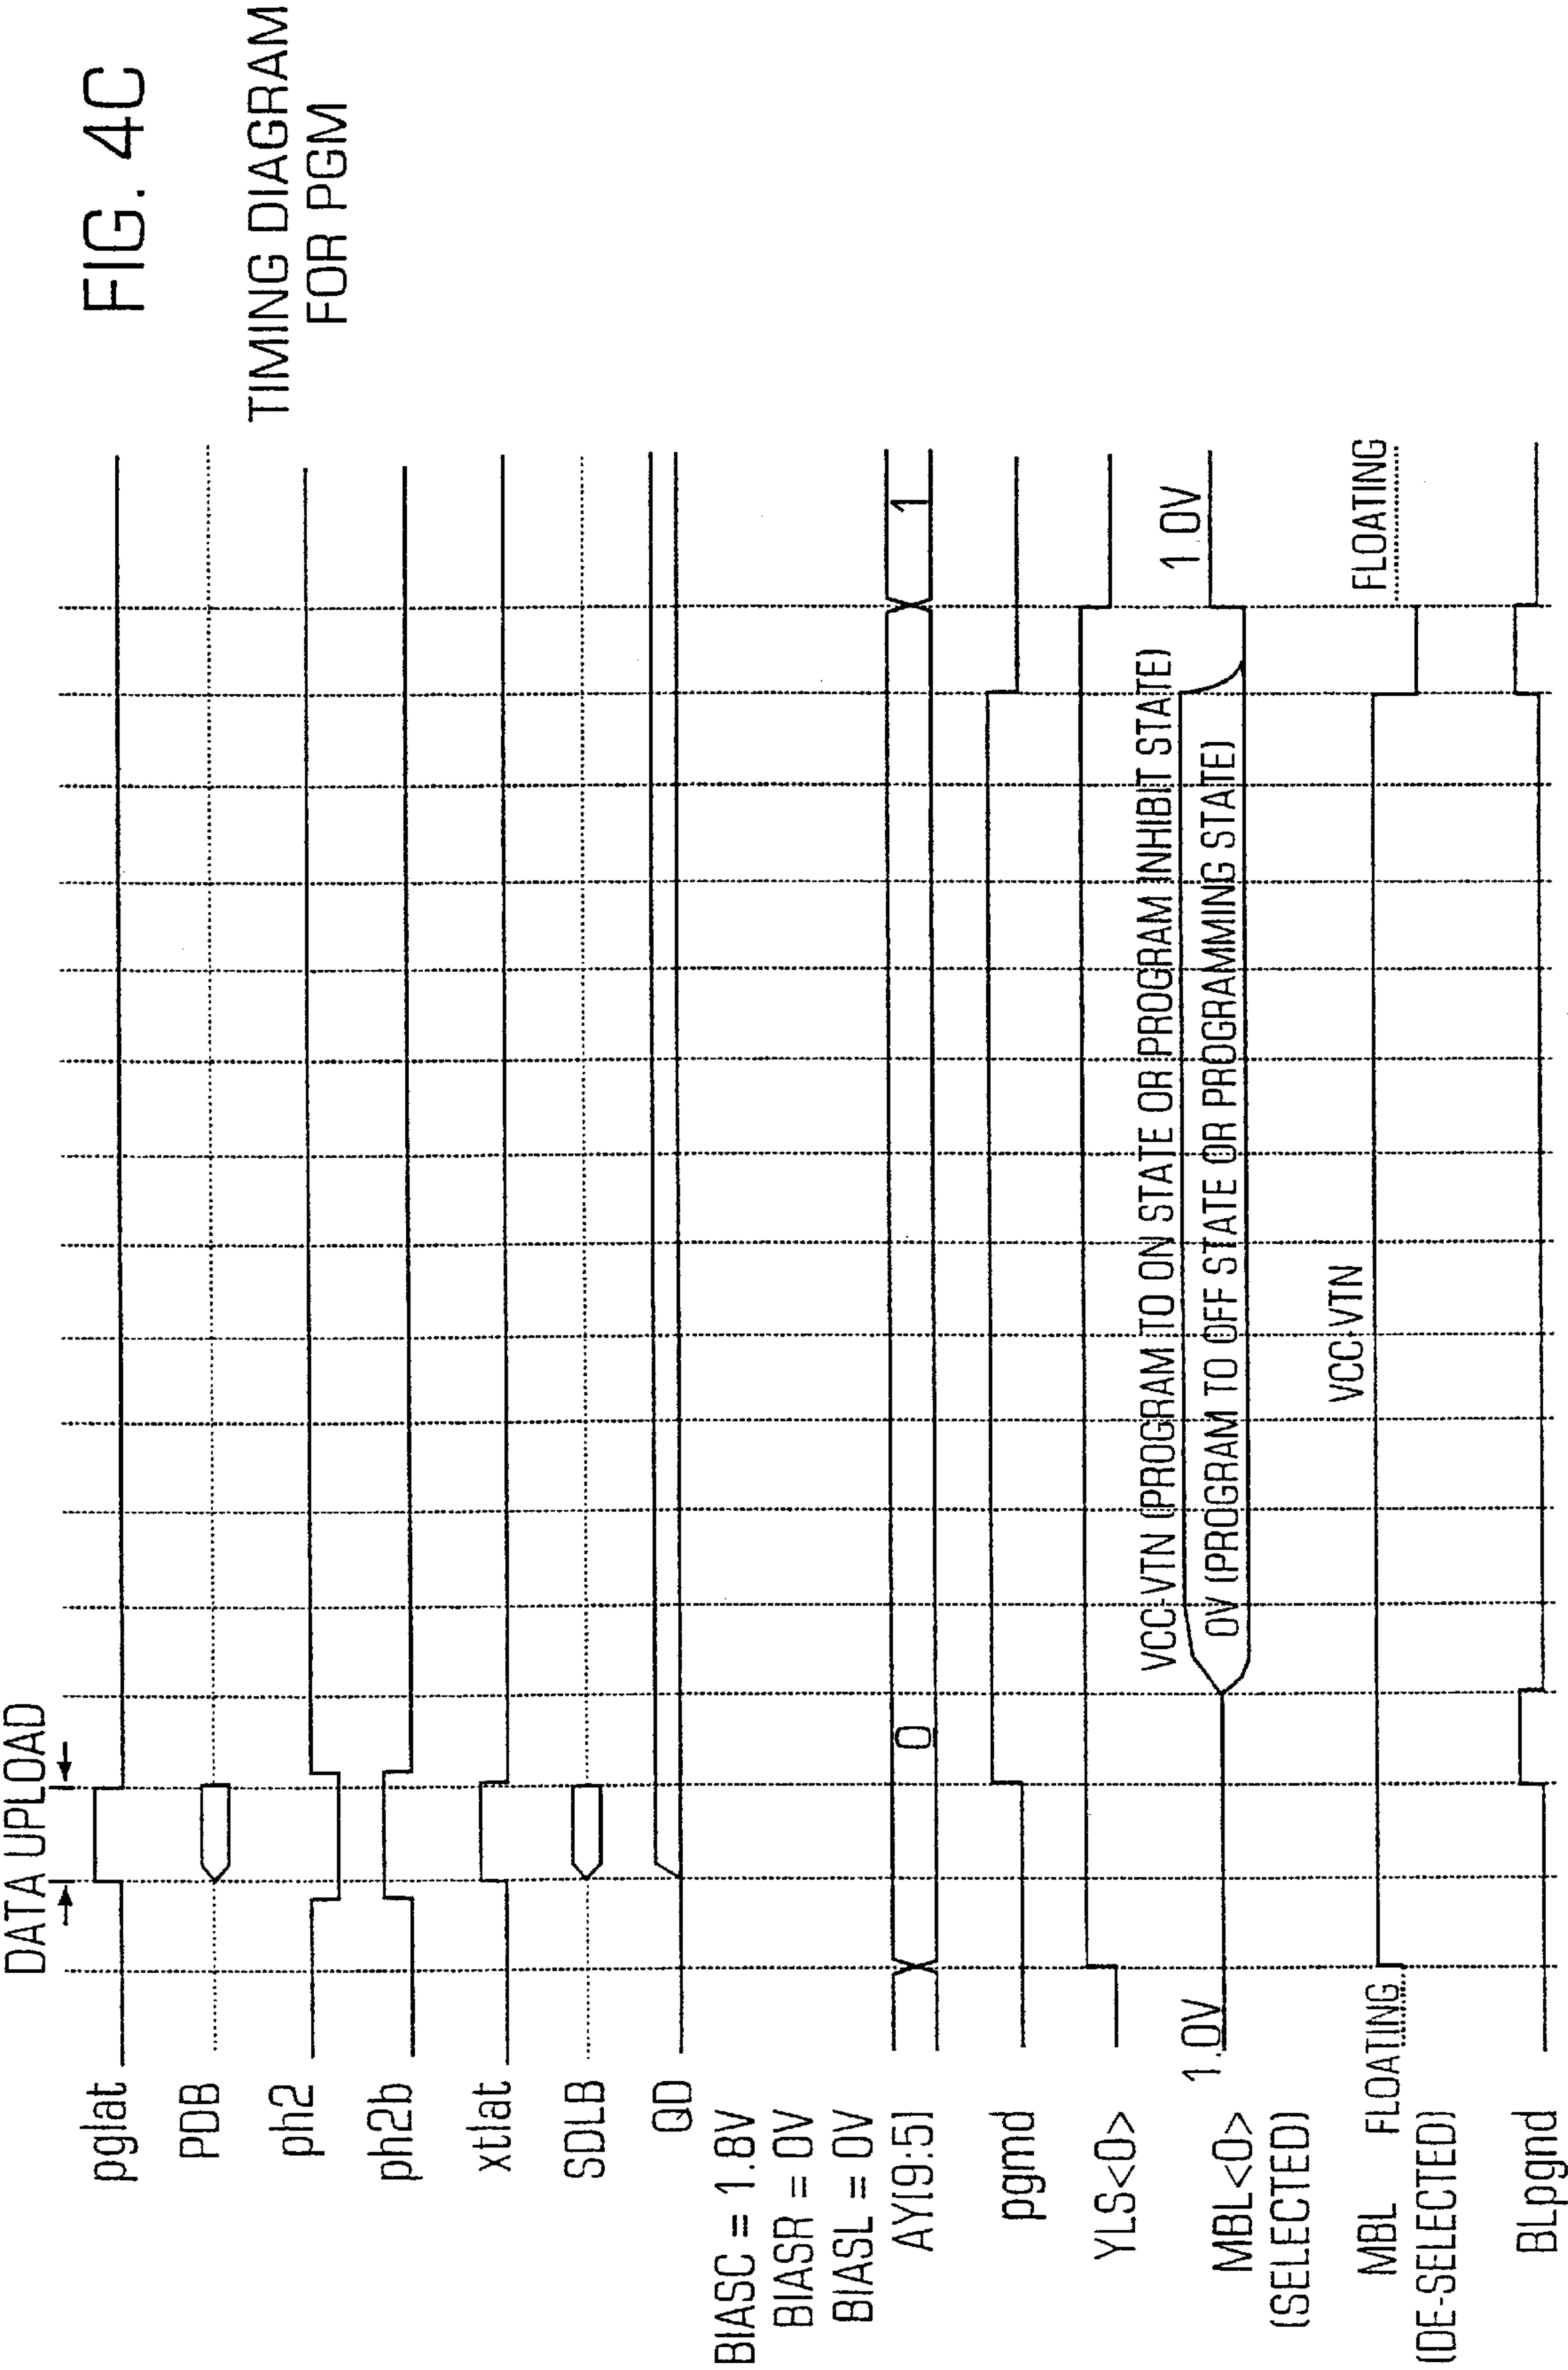 FIG. 4C
TIMING DIAGRAM
FOR PGM
DATA UPLOAD
pglat
PDB
ph2
ph2b
xtlat
SDLB
QD
BIASC = 1.8V
BIASR = 0V
BIASL = 0V
AY[9:5]
0
1
pgmd
YLS<0>
MBL<0>
(SELECTED)
1.0V
VCC-VTN (PROGRAM TO ON STATE OR PROGRAM INHIBIT STATE)
0V (PROGRAM TO OFF STATE OR PROGRAMMING STATE)
1.0V
MBL
(DE-SELECTED)
FLOATING
VCC-VTN
FLOATING
BLpgnd